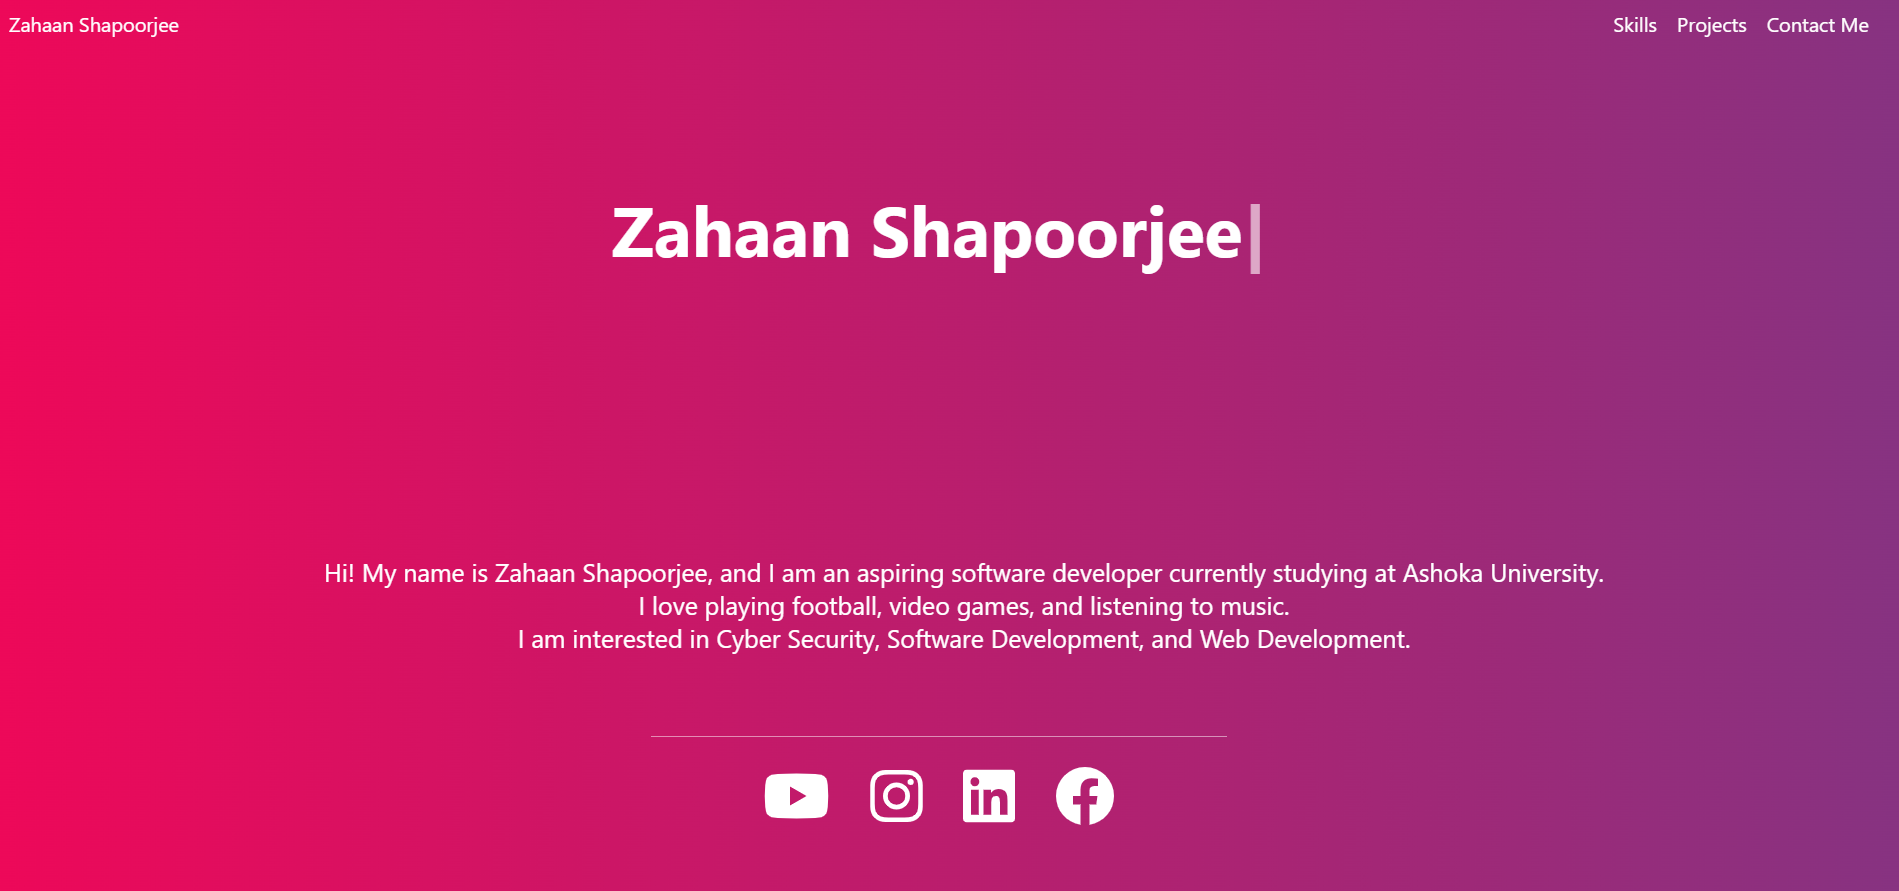 Zahaan Shapoorjee
Skills Projects Contact Me
Zahaan Shapoorjee|
Hi! My name is Zahaan Shapoorjee, and I am an aspiring software developer currently studying at Ashoka University.
I love playing football, video games, and listening to music.
I am interested in Cyber Security, Software Development, and Web Development.